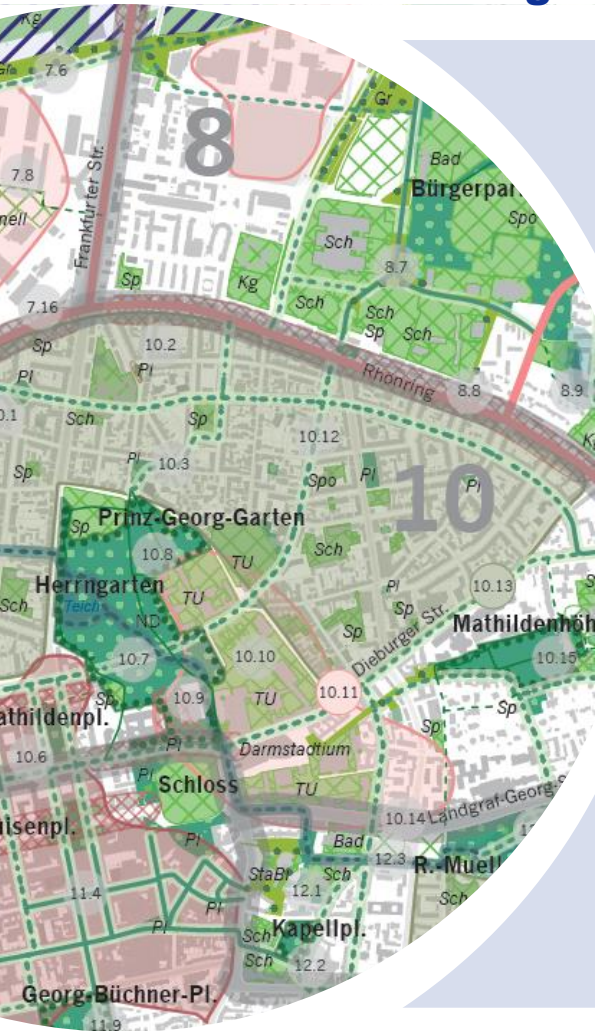 Kg
7.6
8
Gr
7.8
Frankfurter Str.
Bad
Bürgerpar
Spo
nell
Sch
8.7
Sp
Kg
Sch
Sch
Sp
Sch
7.16
Sp
10.2
Pl
Pl
Rhönring
8.8
8.9
0.1
Sch
Sp
10.12
Pl
10.3
Sp
Spo
Pl
10
Pl
Sp
Prinz-Georg-Garten
10.8
TU
Sch
Herrngarten
Sch
Teich
TU
Pl
10.13
ND
Sp
Dieburger Str.
Sp
Mathildenhöh
10.7
10.10
10.15
Sp
10.9
TU
10.11
athildenpl.
Sp
Sp
Pl
Darmstadtium
10.6
Pl
Schloss
TU
10.14
Landgraf-Georg-S
uisenpl.
Pl
Bad
12.3
R.-Muell
StaBi
Sch
12.1
11.4
Pl
Sch
Pl
Sch
Kapellpl.
Sch
12.2
Georg-Büchner-Pl.
11.9